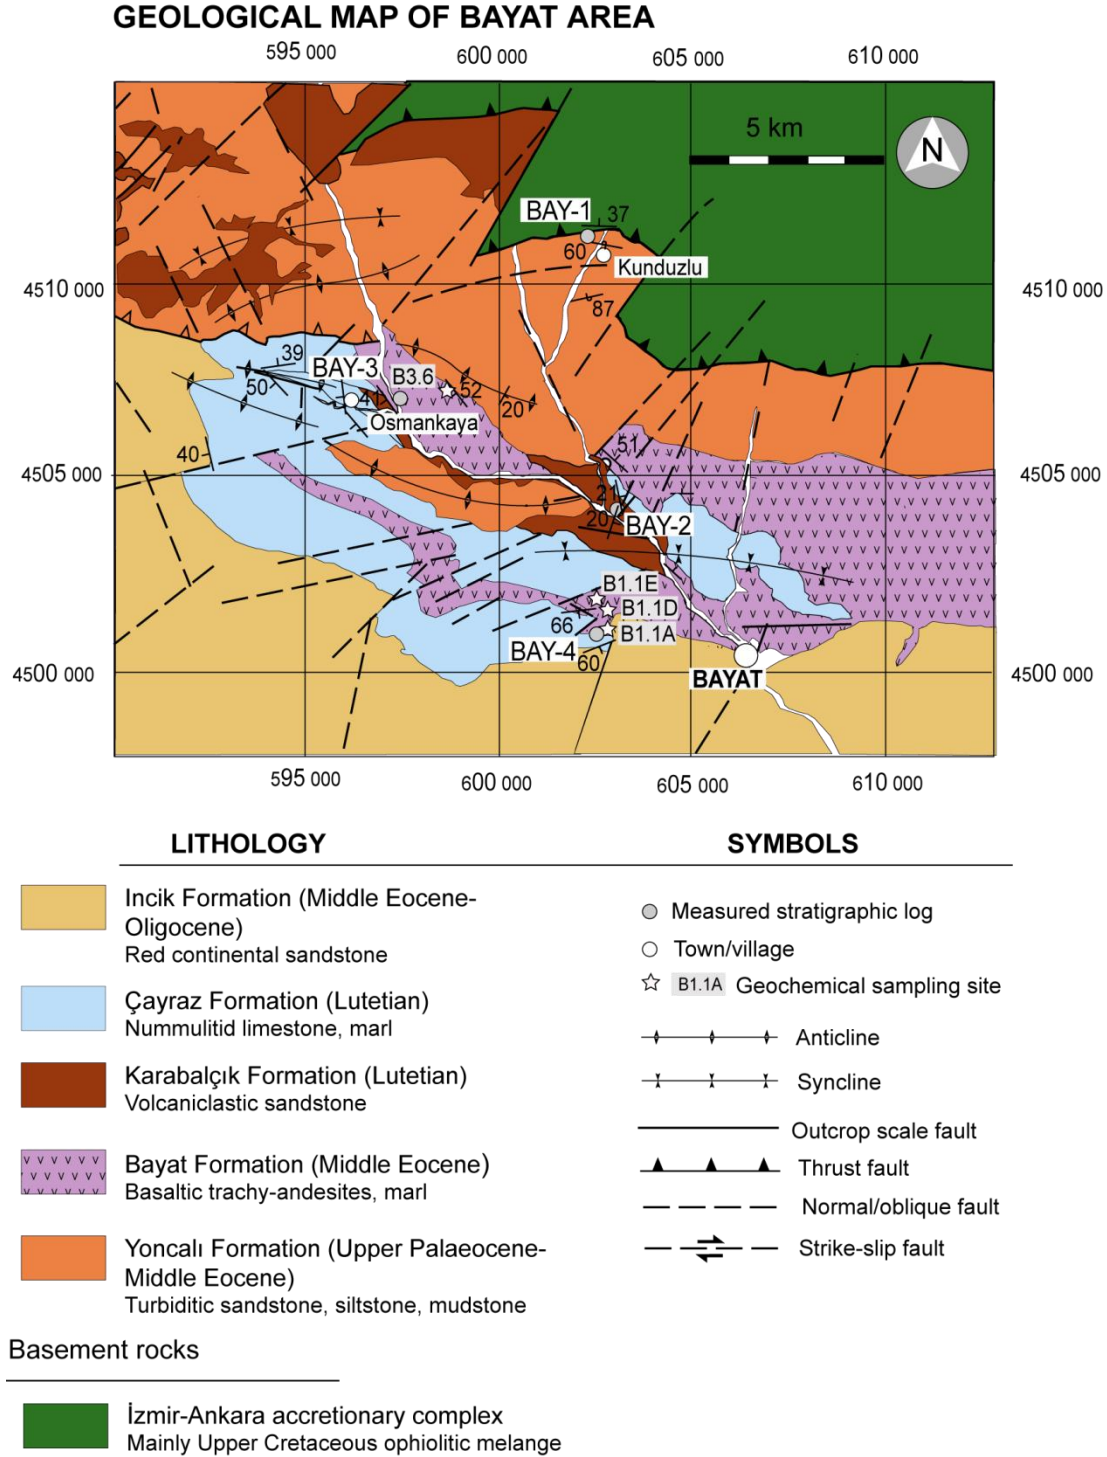 GEOLOGICAL MAP OF BAYAT AREA
595 000 600 000 605 000 610 000
5 km
N
BAY-1 37
60
Kunduzlu
4510 000 4510 000
87
39
BAY-3
B3.6
50 41 52
20
Osmankaya
51
40
4505 000 4505 000
21
20 BAY-2
B1.1E
B1.1D
66 B1.1A
BAY-4
60
4500 000 BAYAT 4500 000
595 000 600 000 605 000 610 000
LITHOLOGY
Incik Formation (Middle Eocene-
Oligocene)
Red continental sandstone
Çayraz Formation (Lutetian)
Nummulitid limestone, marl
Karabalçık Formation (Lutetian)
Volcaniclastic sandstone
Bayat Formation (Middle Eocene)
Basaltic trachy-andesites, marl
Yoncalı Formation (Upper Palaeocene-
Middle Eocene)
Turbiditic sandstone, siltstone, mudstone
Basement rocks
İzmir-Ankara accretionary complex
Mainly Upper Cretaceous ophiolitic melange
SYMBOLS
Measured stratigraphic log
Town/village
B1.1A Geochemical sampling site
Anticline
Syncline
Outcrop scale fault
Thrust fault
Normal/oblique fault
Strike-slip fault